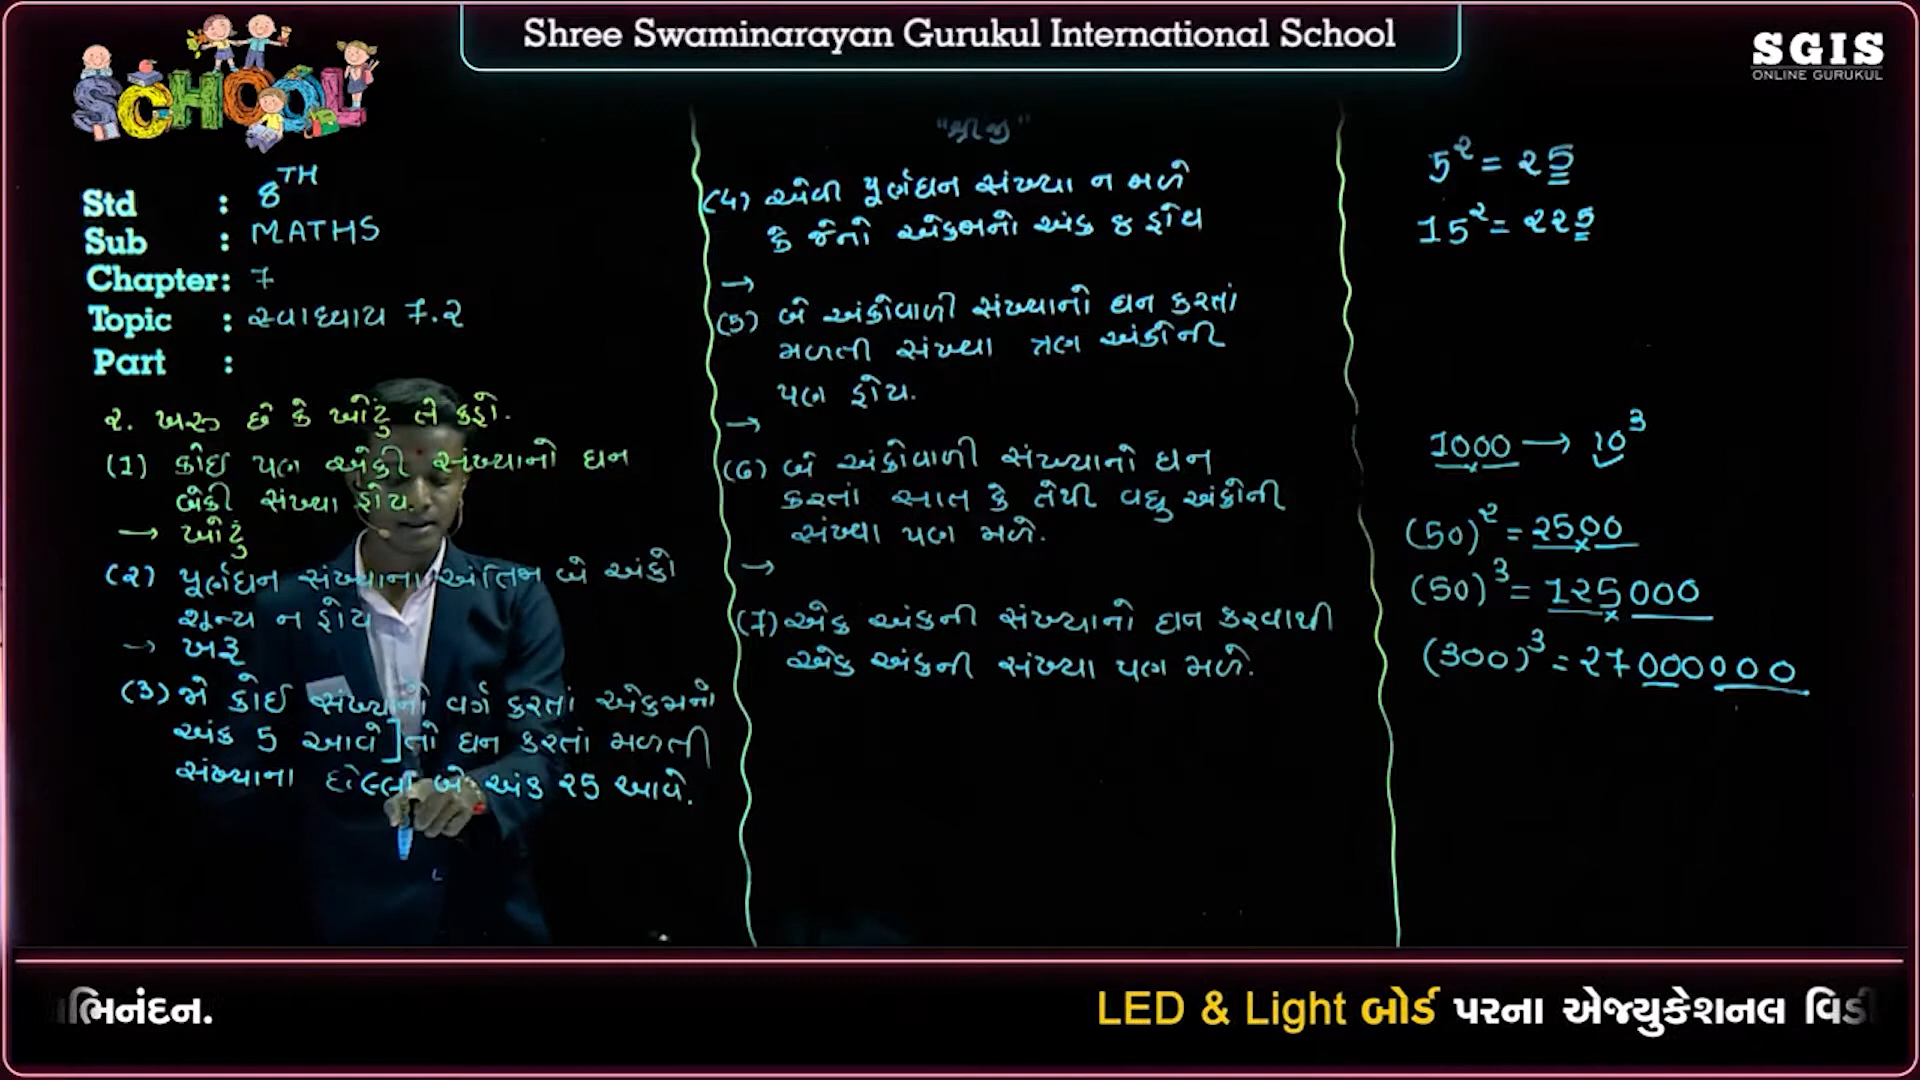 Shree Swaminarayan Gurukul International School
SCHOOL
SGIS
ONLINE GURUKUL
Std : 8TH
Sub : MATHS
Chapter: 7
Topic : સ્વાધ્યાય 7.૨
Part :
૨. ખરૂ છે કે ખોટું તે કહો.
(1) કોઈ પણ એકી સંખ્યાનો ઘન
બેકી સંખ્યા હોય.
→ ખોટું
(૨) પૂર્ણઘન સંખ્યાના અંતિમ બે અંકો
શૂન્ય ન હોય
→ ખરૂ
(3) જો કોઈ સંખ્યાનો વર્ગ કરતાં એકમનો
અંક 5 આવે] તો ઘન કરતાં મળતી
સંખ્યાના છેલ્લા બે અંક ૨5 આવે.
"શ્રીજી"
(4) એવી પૂર્ણઘન સંખ્યા ન મળે
કે જેનો એકમનો અંક 8 હોય
→
(5) બે અંકોવાળી સંખ્યાનો ઘન કરતાં
મળતી સંખ્યા ત્રણ અંકોની
પણ હોય.
→
(6) બે અંકોવાળી સંખ્યાનો ઘન
કરતાં સાત કે તેથી વધુ અંકોની
સંખ્યા પણ મળે.
→
(7) એક અંકની સંખ્યાનો ઘન કરવાથી
એક અંકની સંખ્યા પણ મળે.
5² = ૨5
15² = ૨૨5
1000 → 10³
(50)² = 2500
(50)³ = 125000
(300)³ = 27000000
ભિનંદન.
LED & Light બોર્ડ પરના એજ્યુકેશનલ વિડી